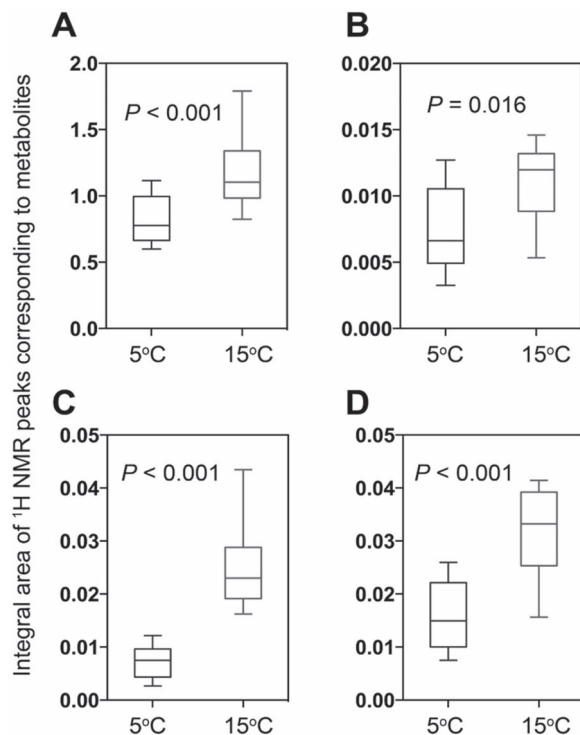 Integral area of ¹H NMR peaks corresponding to metabolites
A
2.0
1.5
1.0
0.5
0.0
P < 0.001
5°C
15°C
B
0.020
0.015
0.010
0.005
0.000
P = 0.016
5°C
15°C
C
0.05
0.04
0.03
0.02
0.01
0.00
P < 0.001
5°C
15°C
D
0.05
0.04
0.03
0.02
0.01
0.00
P < 0.001
5°C
15°C